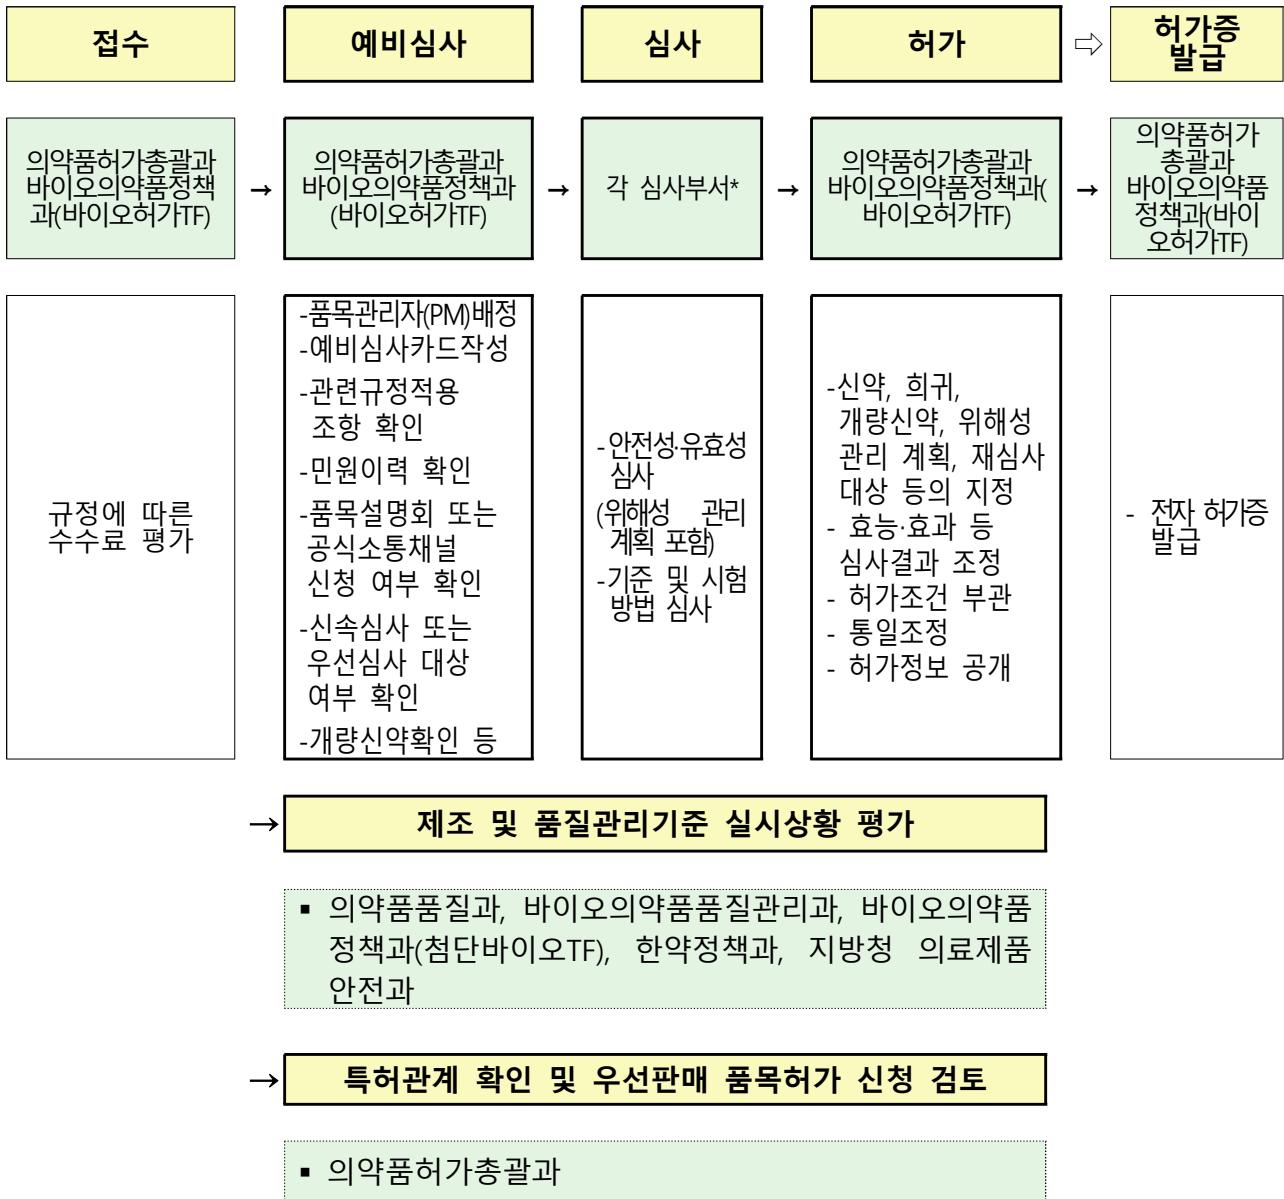 접수
예비심사
심사
허가
⇨
허가증
발급
의약품허가총괄과
바이오의약품정책
과(바이오허가TF)
→
의약품허가총괄과
바이오의약품정책과
(바이오허가TF)
→
각 심사부서*
→
의약품허가총괄과
바이오의약품정책과(
바이오허가TF)
→
의약품허가
총괄과
바이오의약품
정책과(바이
오허가TF)
규정에 따른
수수료 평가
-품목관리자(PM)배정
-예비심사카드작성
-관련규정적용
조항 확인
-민원이력 확인
-품목설명회 또는
공식소통채널
신청 여부 확인
-신속심사 또는
우선심사 대상
여부 확인
-개량신약확인 등
-안전성·유효성
심사
(위해성 관리
계획 포함)
-기준 및 시험
방법 심사
-신약, 희귀,
개량신약, 위해성
관리 계획, 재심사
대상 등의 지정
- 효능·효과 등
심사결과 조정
- 허가조건 부관
- 통일조정
- 허가정보 공개
- 전자 허가증
발급
→ 제조 및 품질관리기준 실시상황 평가
▪ 의약품품질과, 바이오의약품품질관리과, 바이오의약품
정책과(첨단바이오TF), 한약정책과, 지방청 의료제품
안전과
→ 특허관계 확인 및 우선판매 품목허가 신청 검토
▪ 의약품허가총괄과